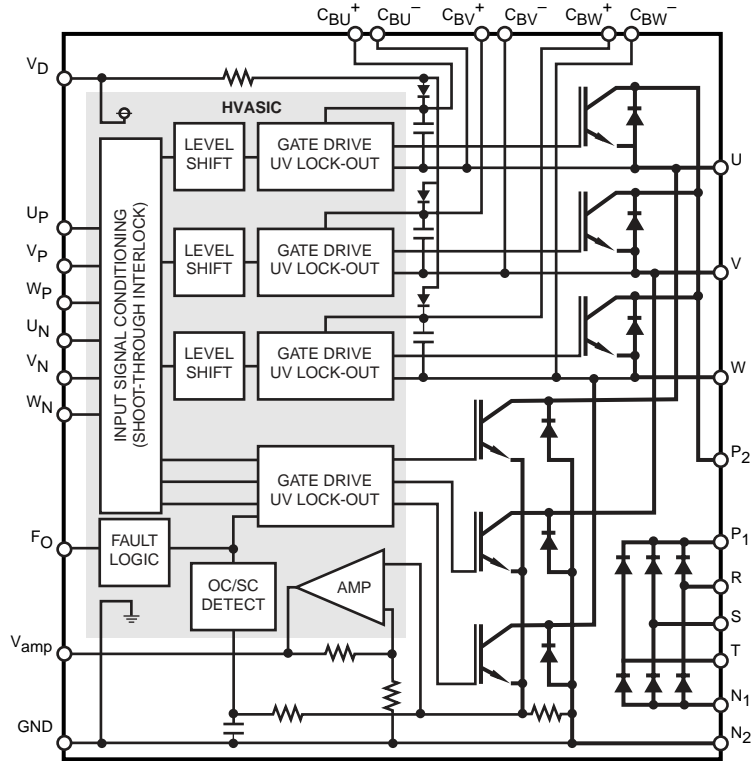 CBU+ CBU− CBV+ CBV− CBW+ CBW−
VD
HVASIC
LEVEL
SHIFT
GATE DRIVE
UV LOCK-OUT
U
UP
VP
WP
UN
VN
WN
INPUT SIGNAL CONDITIONING
(SHOOT-THROUGH INTERLOCK)
LEVEL
SHIFT
GATE DRIVE
UV LOCK-OUT
V
LEVEL
SHIFT
GATE DRIVE
UV LOCK-OUT
W
GATE DRIVE
UV LOCK-OUT
P2
FO
FAULT
LOGIC
OC/SC
DETECT
AMP
P1
R
S
T
N1
N2
Vamp
GND